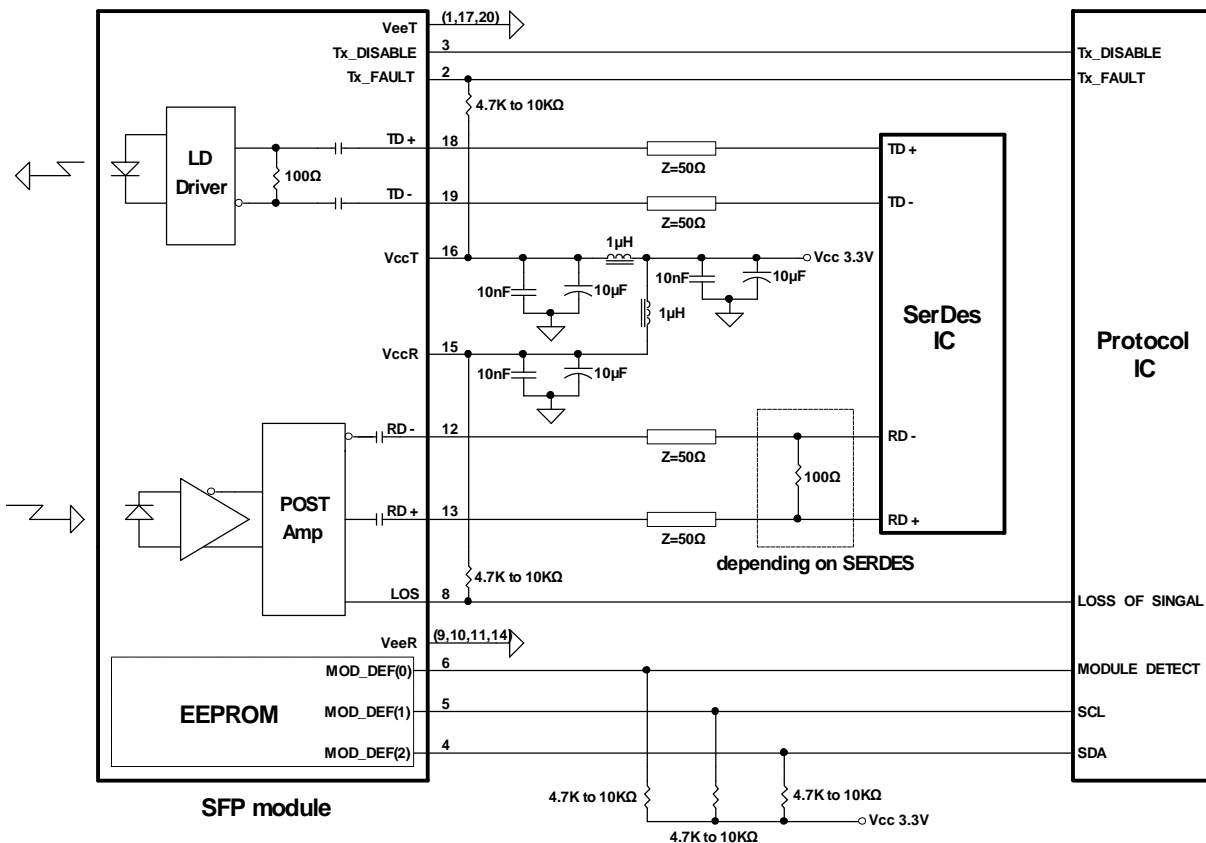 VeeT (1,17,20)
Tx_DISABLE 3 Tx_DISABLE
Tx_FAULT 2 Tx_FAULT
4.7K to 10KΩ
LD
Driver
100Ω
TD + 18 Z=50Ω TD +
TD - 19 Z=50Ω TD -
VccT 16 1µH Vcc 3.3V
10nF 10µF 10nF 10µF
1µH
SerDes
IC
Protocol
IC
VccR 15
10nF 10µF
RD - 12 Z=50Ω RD -
100Ω
POST
Amp
RD + 13 Z=50Ω RD +
depending on SERDES
4.7K to 10KΩ
LOS 8 LOSS OF SINGAL
VeeR (9,10,11,14)
MOD_DEF(0) 6 MODULE DETECT
EEPROM
MOD_DEF(1) 5 SCL
MOD_DEF(2) 4 SDA
SFP module
4.7K to 10KΩ 4.7K to 10KΩ
Vcc 3.3V
4.7K to 10KΩ